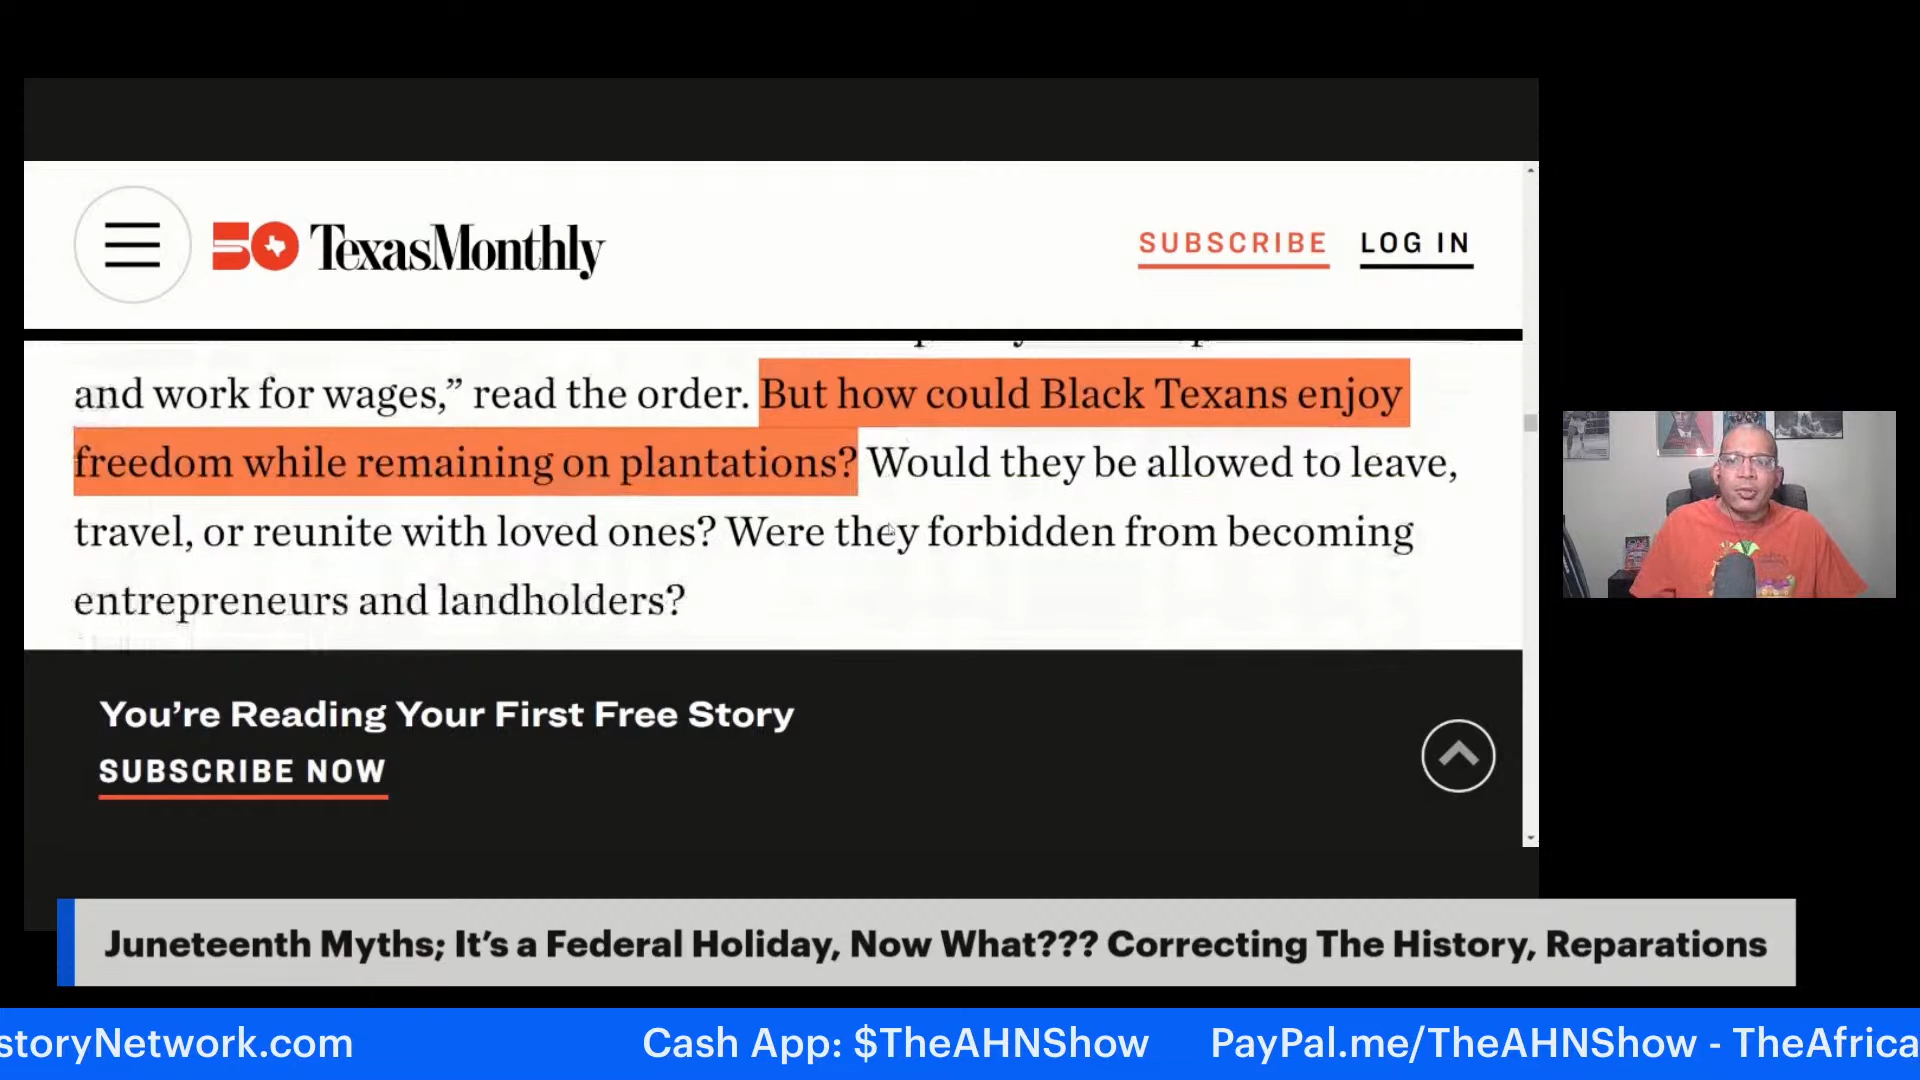 50 TexasMonthly
SUBSCRIBE LOG IN
and work for wages,” read the order. But how could Black Texans enjoy
freedom while remaining on plantations? Would they be allowed to leave,
travel, or reunite with loved ones? Were they forbidden from becoming
entrepreneurs and landholders?
You’re Reading Your First Free Story
SUBSCRIBE NOW
Juneteenth Myths; It’s a Federal Holiday, Now What??? Correcting The History, Reparations
storyNetwork.com Cash App: $TheAHNShow PayPal.me/TheAHNShow - TheAfrica